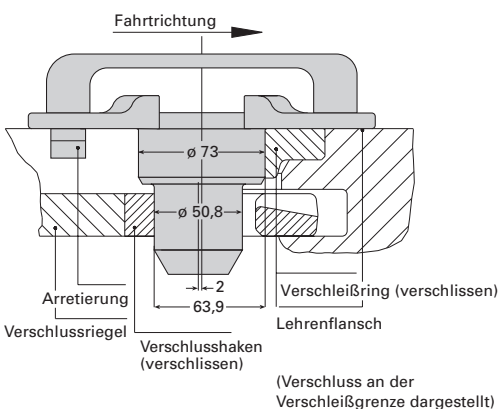 Fahrtrichtung
ø 73
ø 50,8
2
63,9
Arretierung
Verschlussriegel
Verschlusshaken
(verschlissen)
Verschleißring (verschlissen)
Lehrenflansch
(Verschluss an der
Verschleißgrenze dargestellt)